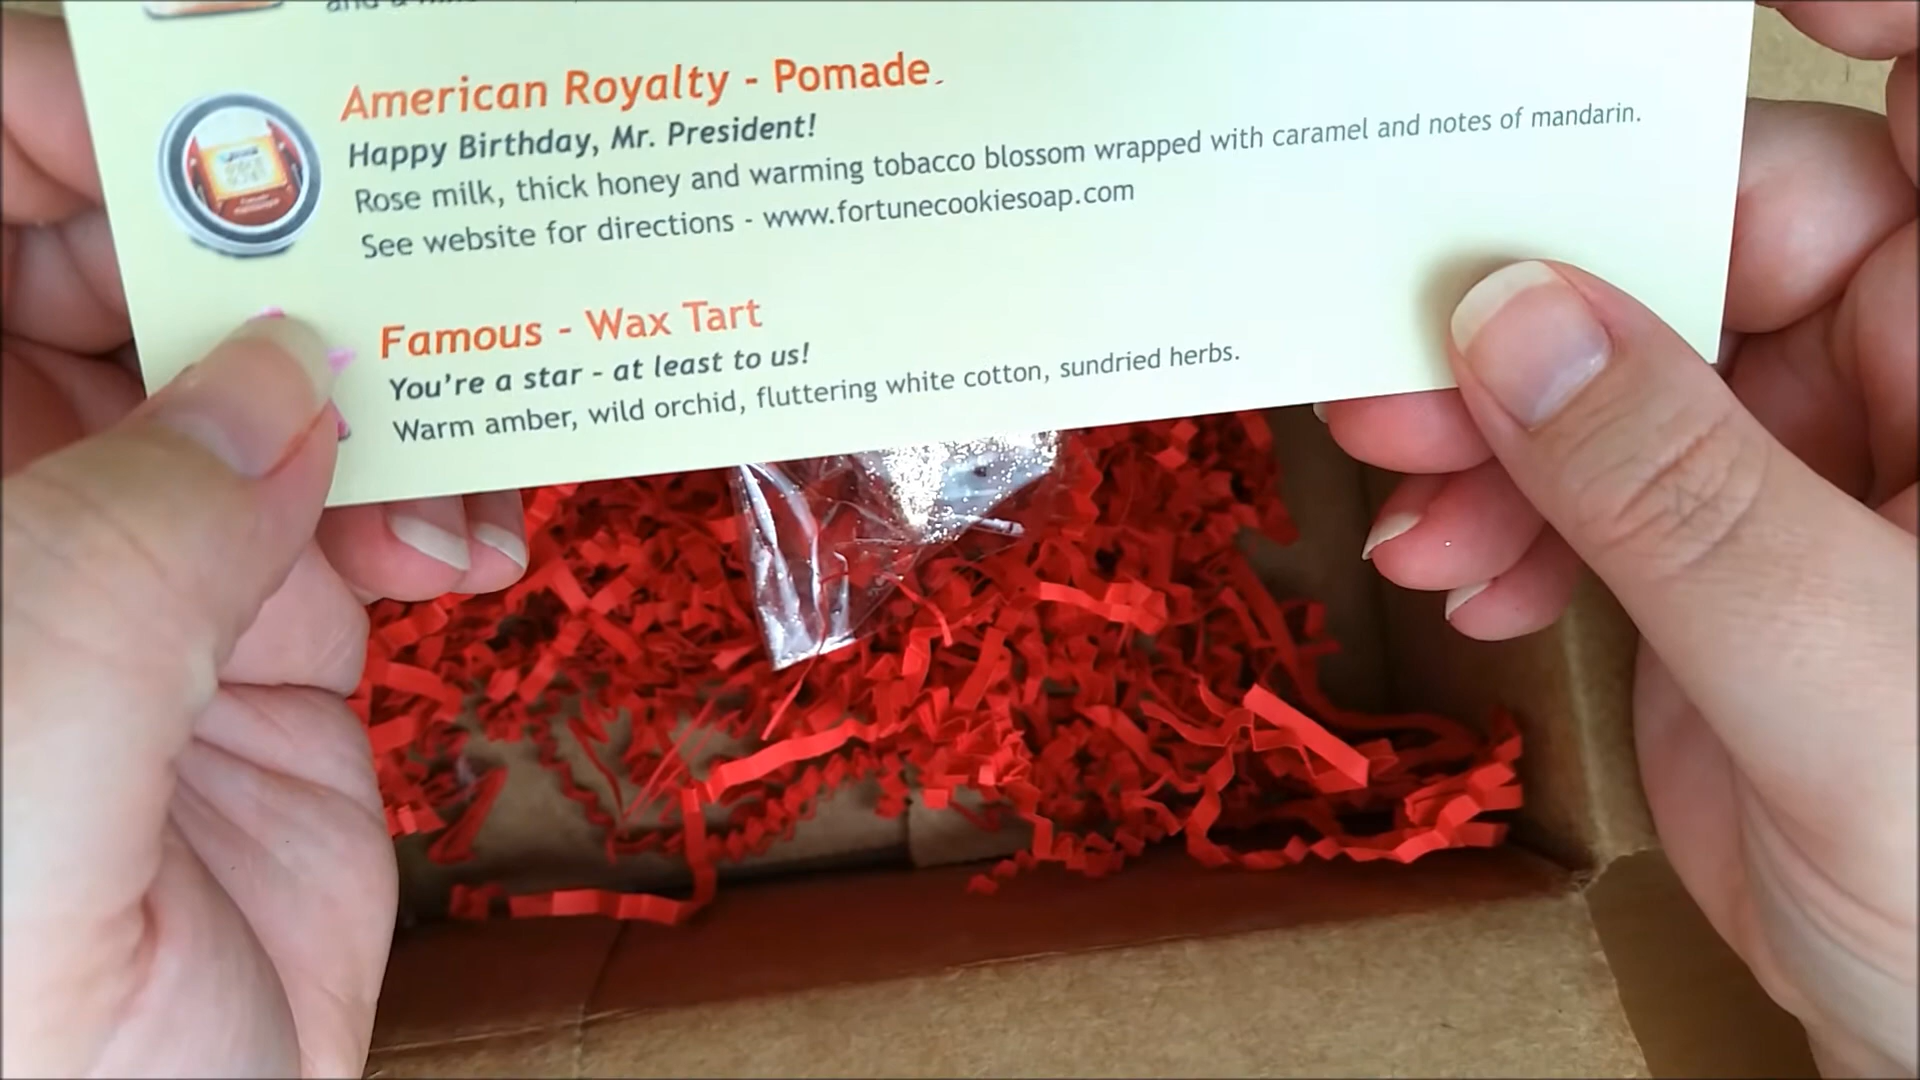 American Royalty - Pomade
Happy Birthday, Mr. President!
Rose milk, thick honey and warming tobacco blossom wrapped with caramel and notes of mandarin.
See website for directions - www.fortunecookiesoap.com
Famous - Wax Tart
You're a star - at least to us!
Warm amber, wild orchid, fluttering white cotton, sundried herbs.